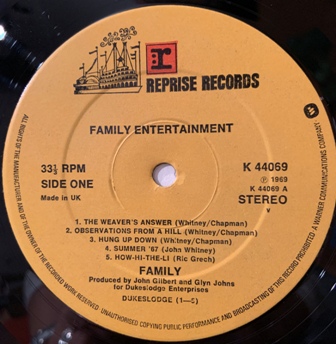 r
REPRISE RECORDS
FAMILY ENTERTAINMENT
33⅓ RPM
SIDE ONE
Made in UK
K 44069
℗ 1969
K 44069 A
STEREO
v
1. THE WEAVER'S ANSWER (Whitney/Chapman)
2. OBSERVATIONS FROM A HILL (Whitney/Chapman)
3. HUNG UP DOWN (Whitney/Chapman)
4. SUMMER '67 (John Whitney)
5. HOW-HI-THE-LI (Ric Grech)
FAMILY
Produced by John Gilbert and Glyn Johns
for Dukeslodge Enterprises
DUKESLODGE (1—5)
ALL RIGHTS OF THE MANUFACTURER AND OF THE OWNER OF THE RECORDED WORK RESERVED UNAUTHORISED COPYING PUBLIC PERFORMANCE AND BROADCASTING OF THIS RECORD PROHIBITED
A WARNER COMMUNICATIONS COMPANY